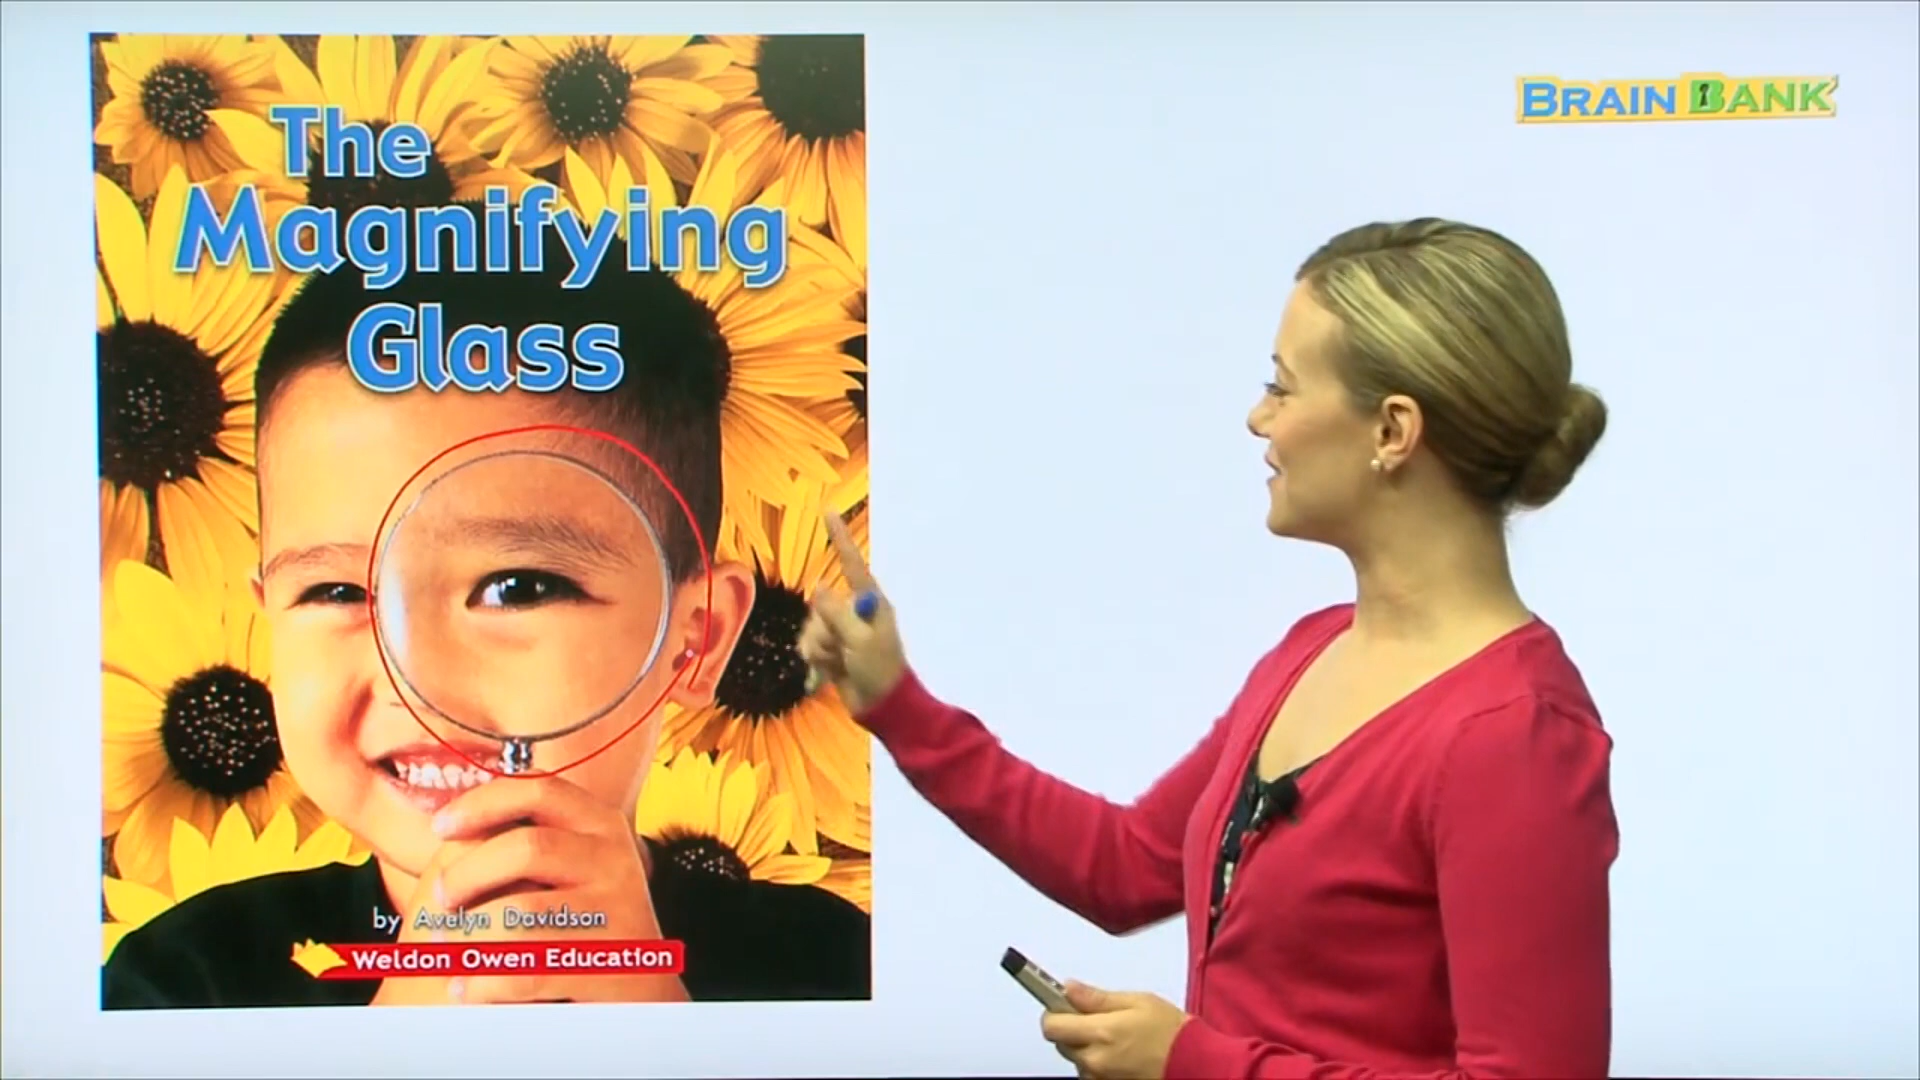 The
Magnifying
Glass
by Avelyn Davidson
Weldon Owen Education
BRAIN BANK